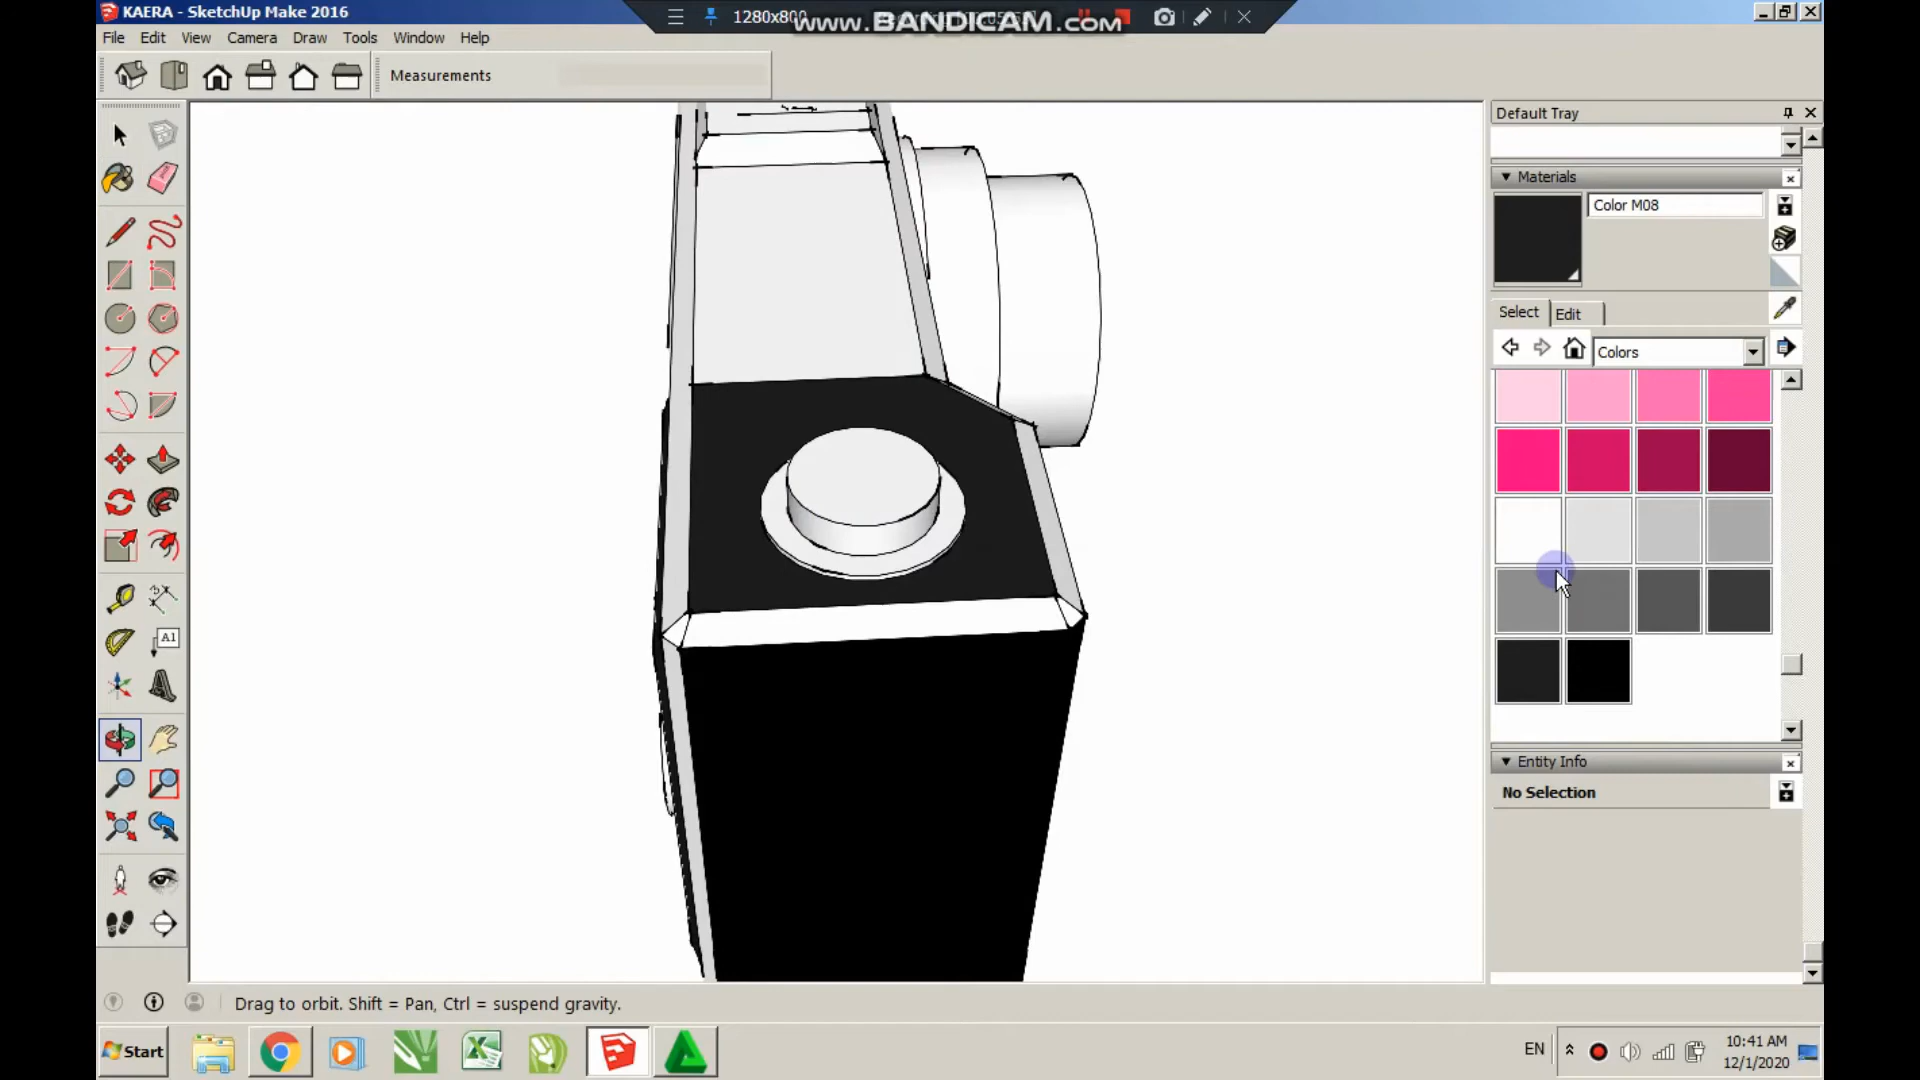 KAERA - SketchUp Make 2016
1280x800
www.BANDICAM.com
File Edit View Camera Draw Tools Window Help
Measurements
Default Tray
Materials
Color M08
Select Edit
Colors
A1
Entity Info
No Selection
Drag to orbit. Shift = Pan, Ctrl = suspend gravity.
Start
EN
10:41 AM
12/1/2020